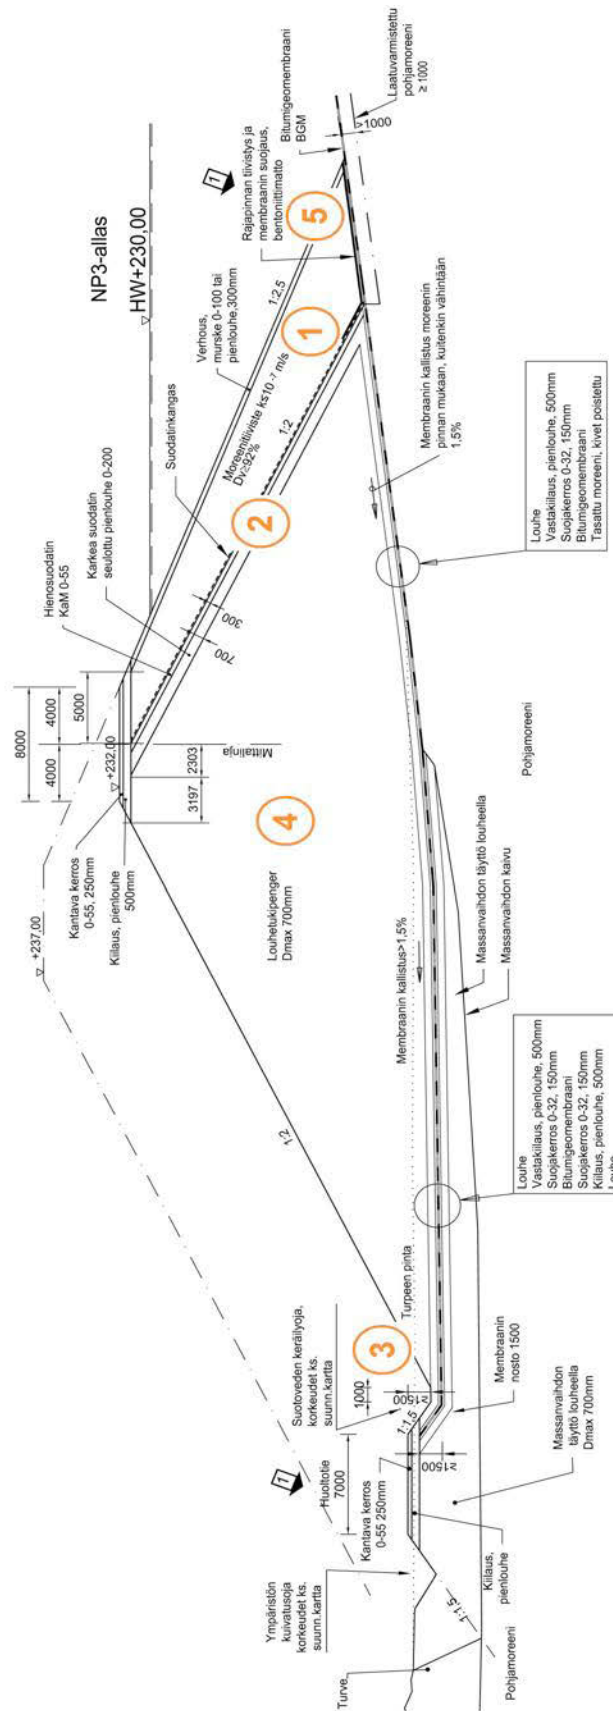 NP3-allas
HW+230,00
1
Laatuvarmistettu
pohjamoreeni
≥ 1000
>1000
Bitumigeomembraani
BGM
Rajapinnan tiivistys ja
membraanin suojaus,
bentoniittimatto
5
1:2,5
1
Verhous,
murske 0-100 tai
pienlouhe,300mm
Moreenitiiviste k≤10⁻⁷ m/s
Dv≥92%
1:2
Suodatinkangas
2
Karkea suodatin
seulottu pienlouhe 0-200
Hienosuodatin
KaM 0-55
300
700
Membraanin kallistus moreenin
pinnan mukaan, kuitenkin vähintään
1,5%
Louhe
Vastakiilaus, pienlouhe, 500mm
Suojakerros 0-32, 150mm
Bitumigeomembraani
Tasattu moreeni, kivet poistettu
8000
4000
4000
5000
+232,00
Mittalinja
2303
3197
+237,00
Kantava kerros
0-55, 250mm
Kiilaus, pienlouhe
500mm
4
Louhetukipenger
Dmax 700mm
Pohjamoreeni
Membraanin kallistus>1,5%
Massanvaihdon täyttö louheella
Massanvaihdon kaivu
1:2
Louhe
Vastakiilaus, pienlouhe, 500mm
Suojakerros 0-32, 150mm
Bitumigeomembraani
Suojakerros 0-32, 150mm
Kiilaus, pienlouhe, 500mm
Louhe
Turpeen pinta
3
Suotoveden keräilyoja,
korkeudet ks.
suunn.kartta
1000
≥1500
1:1,5
≥1500
Membraanin
nosto 1500
1
Huoltotie
7000
Kantava kerros
0-55 250mm
Massanvaihdon
täyttö louheella
Dmax 700mm
Kiilaus,
pienlouhe
Ympäristön
kuivatusoja
korkeudet ks.
suunn.kartta
1:1,5
Turve
Pohjamoreeni